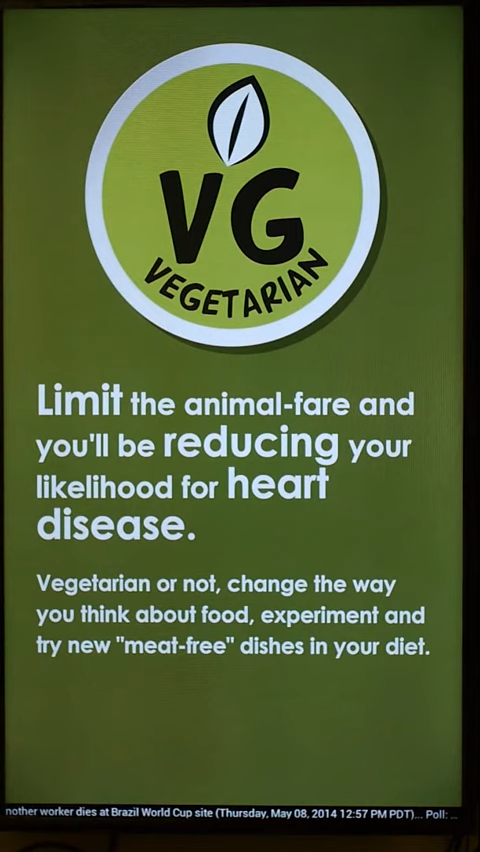 VG
VEGETARIAN
Limit the animal-fare and
you'll be reducing your
likelihood for heart
disease.
Vegetarian or not, change the way
you think about food, experiment and
try new "meat-free" dishes in your diet.
nother worker dies at Brazil World Cup site (Thursday, May 08, 2014 12:57 PM PDT)... Poll: ...